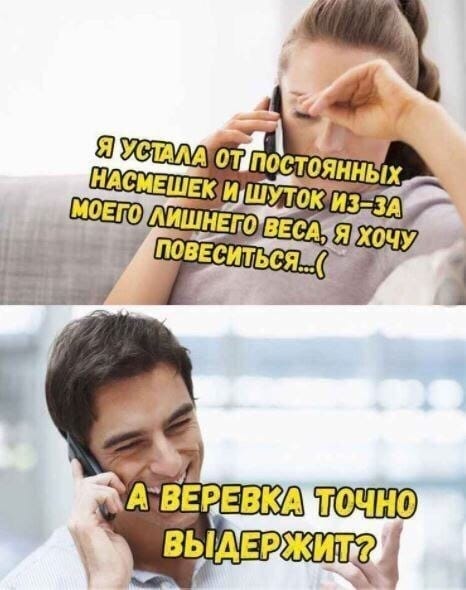 Я УСТАЛА ОТ ПОСТОЯННЫХ
НАСМЕШЕК И ШУТОК ИЗ-ЗА
МОЕГО ЛИШНЕГО ВЕСА, Я ХОЧУ
ПОВЕСИТЬСЯ...(
А ВЕРЕВКА ТОЧНО
ВЫДЕРЖИТ?